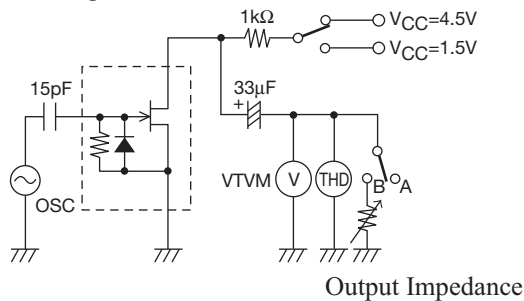 1kΩ
VCC=4.5V
VCC=1.5V
15pF
33μF
+
OSC
VTVM
V
THD
B
A
Output Impedance